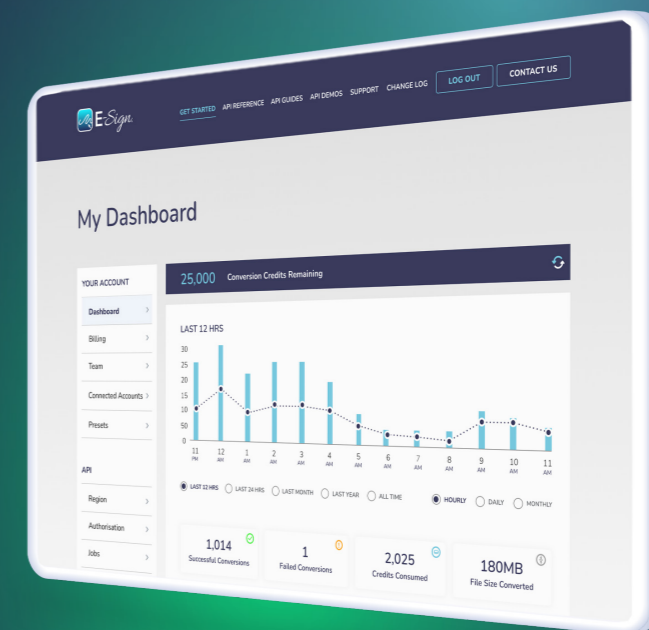 E-Sign.
GET STARTED API REFERENCE API GUIDES API DEMOS SUPPORT CHANGE LOG LOG OUT CONTACT US
My Dashboard
YOUR ACCOUNT
Dashboard
Billing
Team
Connected Accounts
Presets
API
Region
Authorisation
Jobs
25,000 Conversion Credits Remaining
LAST 12 HRS
30
25
20
15
10
50
0
11 12 1 2 3 4 5 6 7 8 9 10 11
PM AM AM AM AM AM AM AM AM AM AM AM AM
LAST 12 HRS LAST 24 HRS LAST MONTH LAST YEAR ALL TIME HOURLY DAILY MONTHLY
1,014
Successful Conversions
1
Failed Conversions
2,025
Credits Consumed
180MB
File Size Converted